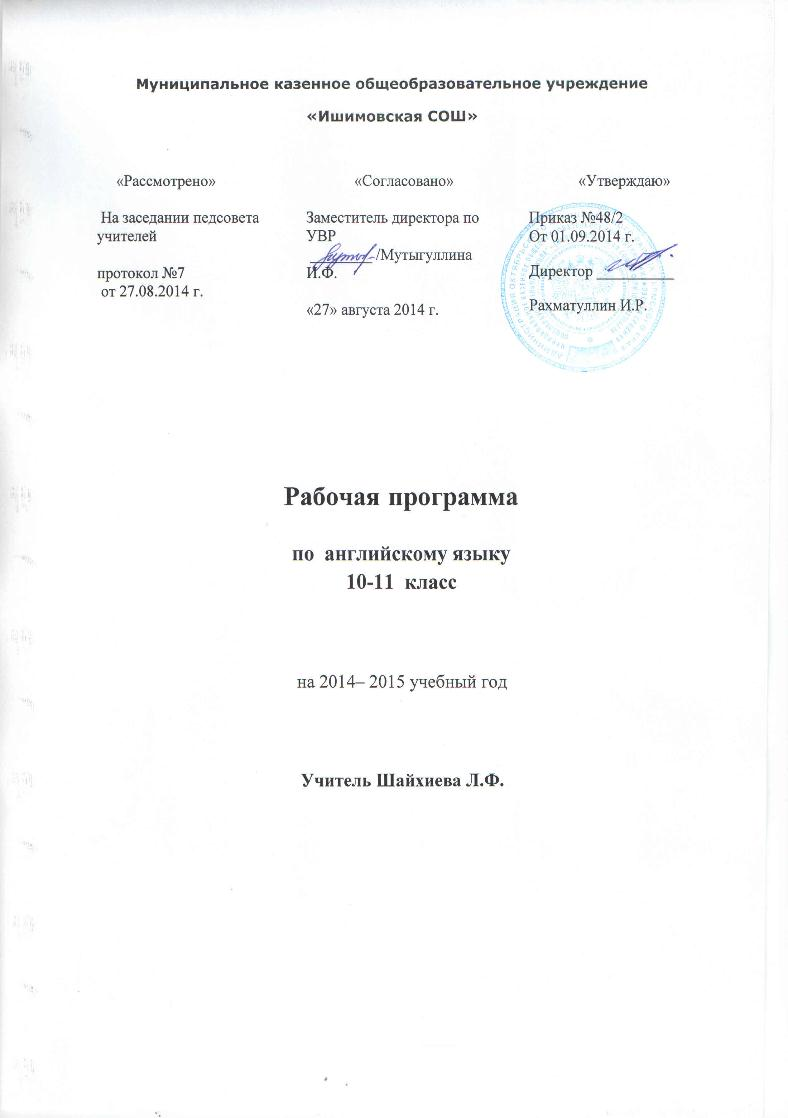 Муниципальное казенное общеобразовательное учреждение
«Ишимовская СОШ»
«Рассмотрено»
На заседании педсовета
учителей
протокол №7
от 27.08.2014 г.
«Согласовано»
Заместитель директора по
УВР
________/Мутыгуллина
И.Ф.
«27» августа 2014 г.
«Утверждаю»
Приказ №48/2
От 01.09.2014 г.
Директор __________
Рахматуллин И.Р.
Рабочая программа
по английскому языку
10-11 класс
на 2014– 2015 учебный год
Учитель Шайхиева Л.Ф.